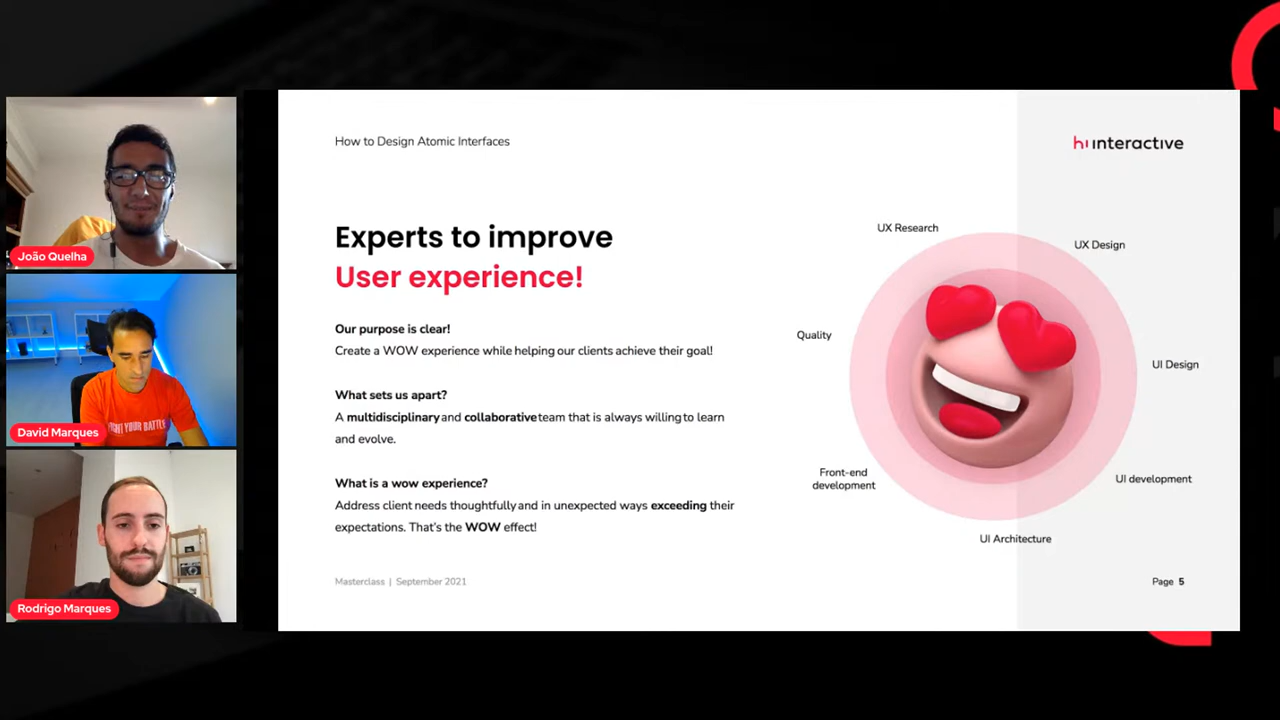 How to Design Atomic Interfaces
hi interactive
Experts to improve
User experience!
Our purpose is clear!
Create a WOW experience while helping our clients achieve their goal!
What sets us apart?
A multidisciplinary and collaborative team that is always willing to learn
and evolve.
What is a wow experience?
Address client needs thoughtfully and in unexpected ways exceeding their
expectations. That's the WOW effect!
UX Research
UX Design
Quality
UI Design
Front-end
development
UI development
UI Architecture
Masterclass | September 2021
Page 5
João Quelha
FIGHT YOUR BATTLE
David Marques
Rodrigo Marques